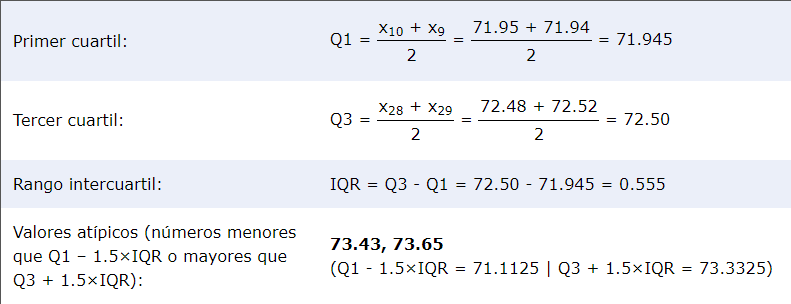 Primer cuartil:
Q1 = (x₁₀ + x₉)/2 = (71.95 + 71.94)/2 = 71.945
Tercer cuartil:
Q3 = (x₂₈ + x₂₉)/2 = (72.48 + 72.52)/2 = 72.50
Rango intercuartil:
IQR = Q3 - Q1 = 72.50 - 71.945 = 0.555
Valores atípicos (números menores
que Q1 – 1.5×IQR o mayores que
Q3 + 1.5×IQR):
73.43, 73.65
(Q1 - 1.5×IQR = 71.1125 | Q3 + 1.5×IQR = 73.3325)